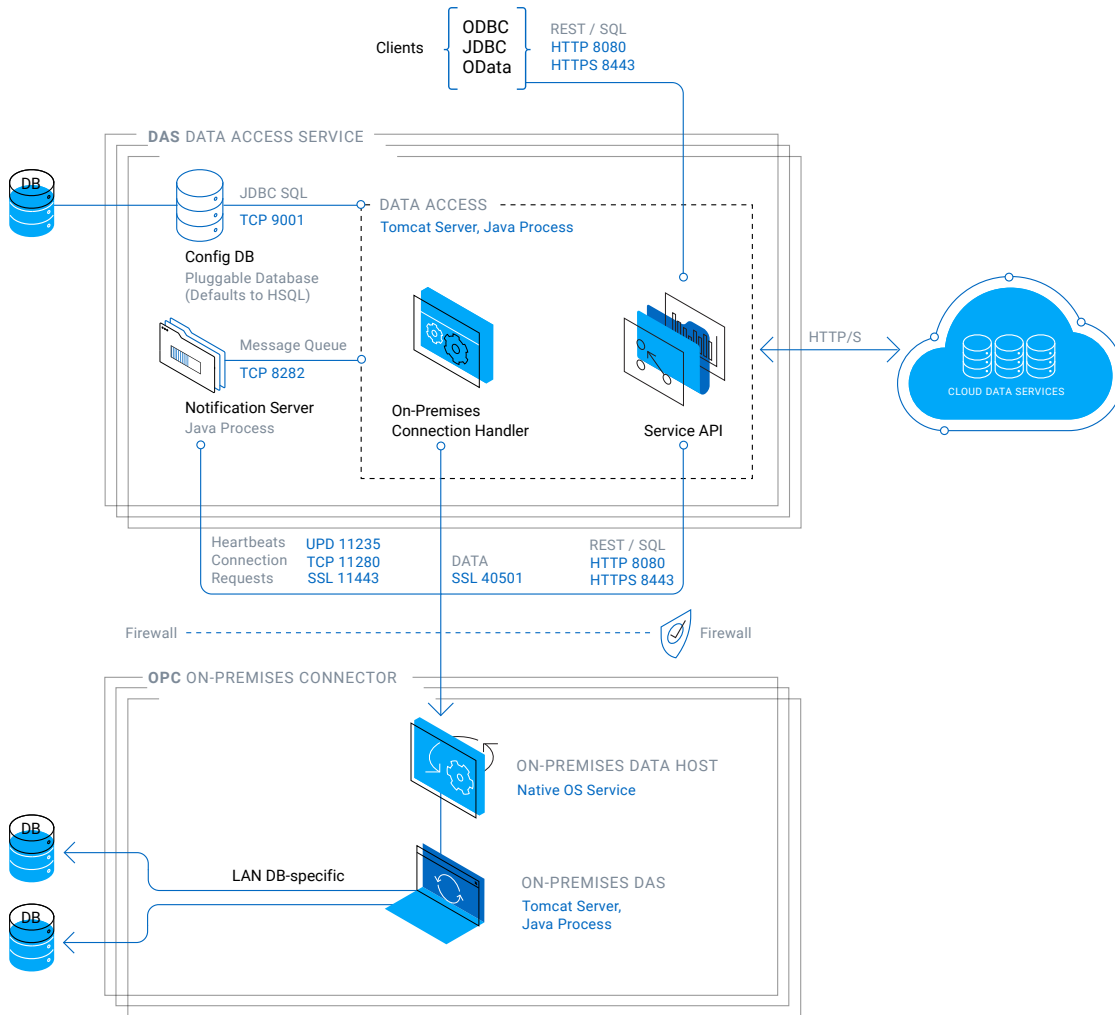 Clients
ODBC
JDBC
OData
REST / SQL
HTTP 8080
HTTPS 8443
DAS DATA ACCESS SERVICE
DB
JDBC SQL
TCP 9001
DATA ACCESS
Tomcat Server, Java Process
Config DB
Pluggable Database
(Defaults to HSQL)
Message Queue
TCP 8282
HTTP/S
CLOUD DATA SERVICES
Notification Server
Java Process
On-Premises
Connection Handler
Service API
Heartbeats
Connection
Requests
UPD 11235
TCP 11280
SSL 11443
DATA
SSL 40501
REST / SQL
HTTP 8080
HTTPS 8443
Firewall
Firewall
OPC ON-PREMISES CONNECTOR
ON-PREMISES DATA HOST
Native OS Service
DB
LAN DB-specific
ON-PREMISES DAS
Tomcat Server,
Java Process
DB